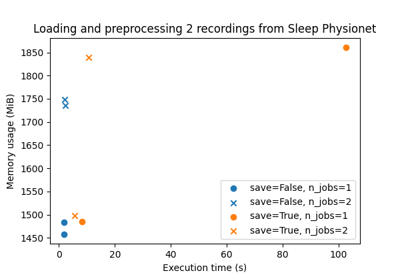 Loading and preprocessing 2 recordings from Sleep Physionet
Memory usage (MiB)
1850
1800
1750
1700
1650
1600
1550
1500
1450
save=False, n_jobs=1
save=False, n_jobs=2
save=True, n_jobs=1
save=True, n_jobs=2
0 20 40 60 80 100
Execution time (s)